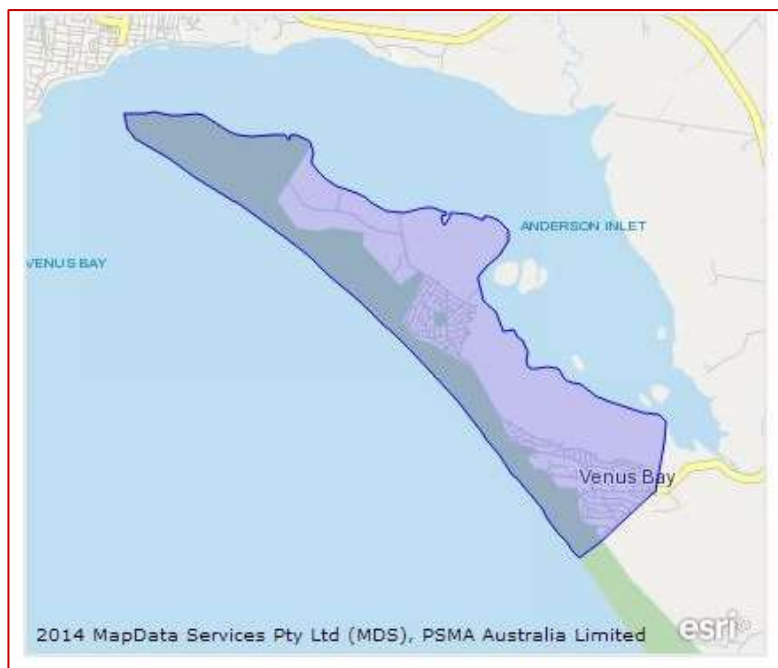 ANDERSON INLET
VENUS BAY
Venus Bay
2014 MapData Services Pty Ltd (MDS), PSMA Australia Limited
esri